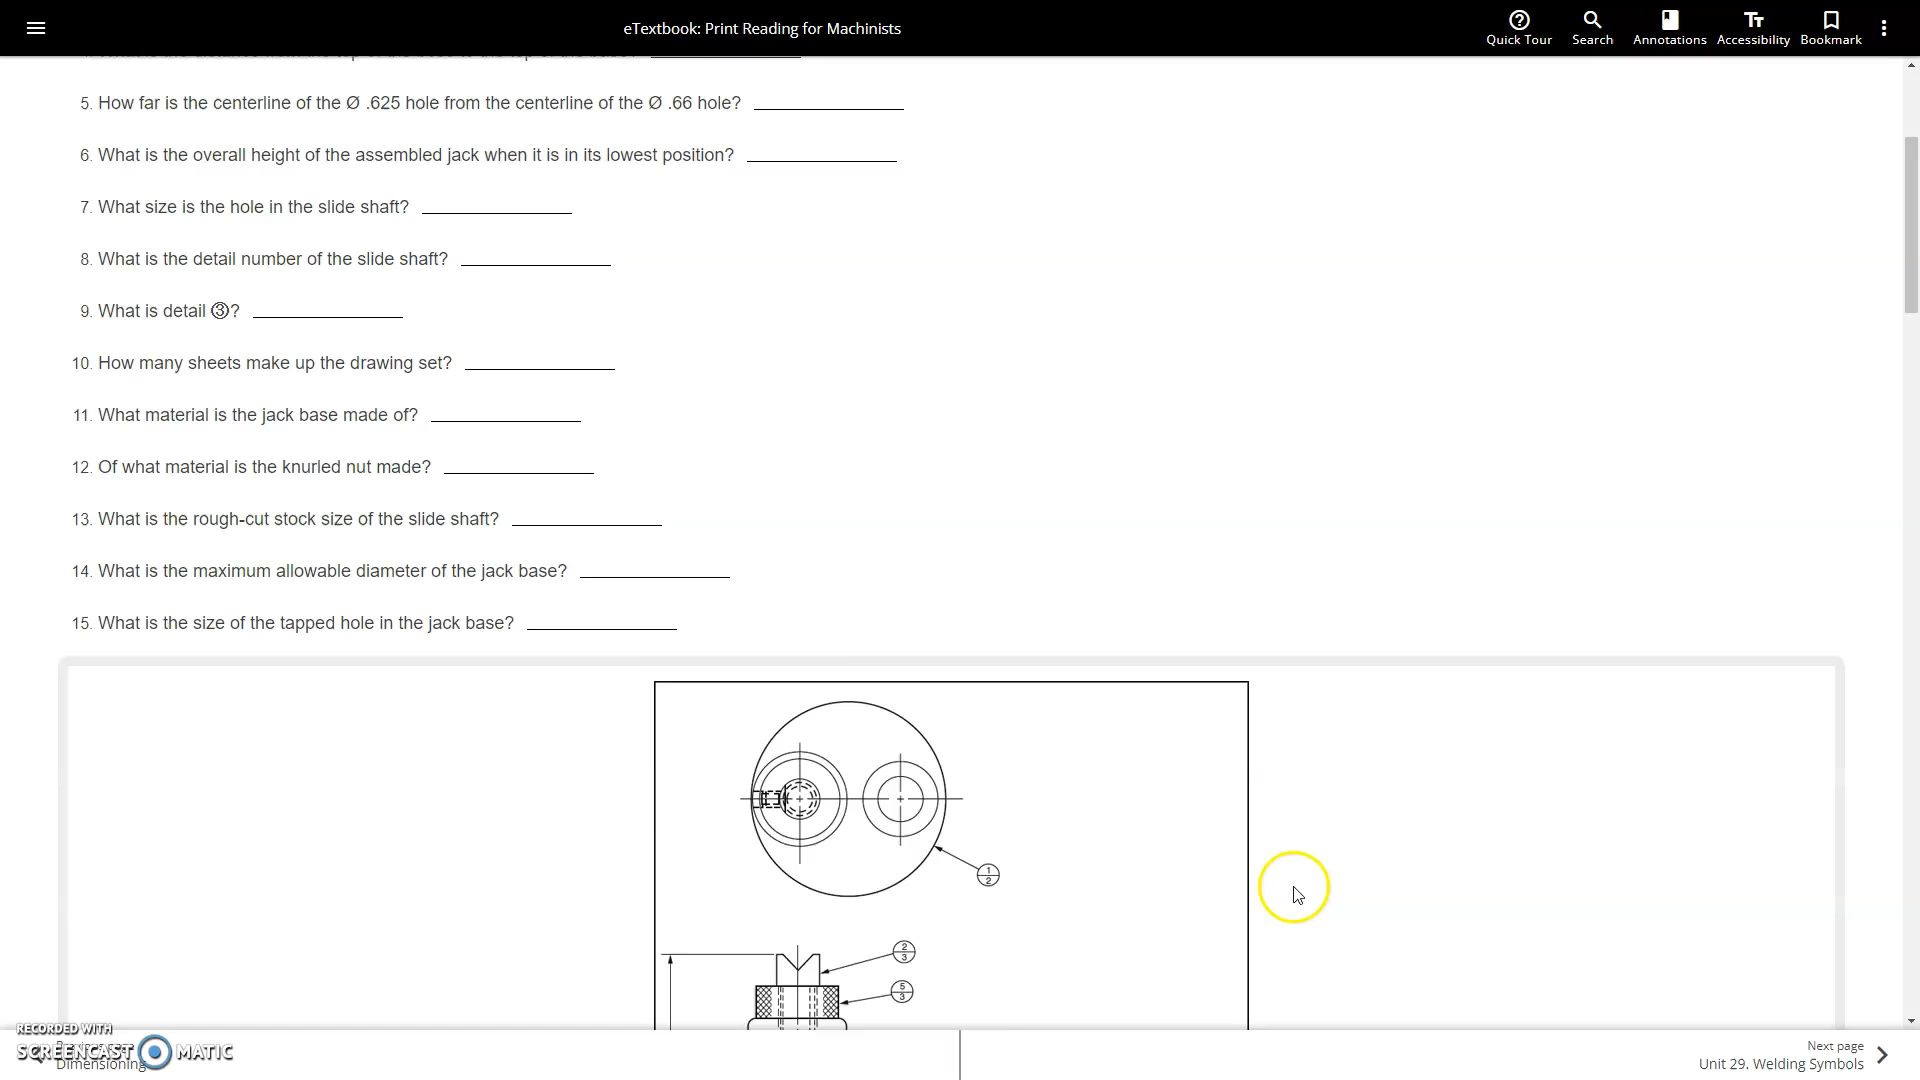 eTextbook: Print Reading for Machinists
Quick Tour
Search
Annotations
Accessibility
Bookmark
5. How far is the centerline of the Ø .625 hole from the centerline of the Ø .66 hole?
6. What is the overall height of the assembled jack when it is in its lowest position?
7. What size is the hole in the slide shaft?
8. What is the detail number of the slide shaft?
9. What is detail ③?
10. How many sheets make up the drawing set?
11. What material is the jack base made of?
12. Of what material is the knurled nut made?
13. What is the rough-cut stock size of the slide shaft?
14. What is the maximum allowable diameter of the jack base?
15. What is the size of the tapped hole in the jack base?
1
2
2
3
5
3
RECORDED WITH
SCREENCAST MATIC
Dimensioning
Next page
Unit 29. Welding Symbols